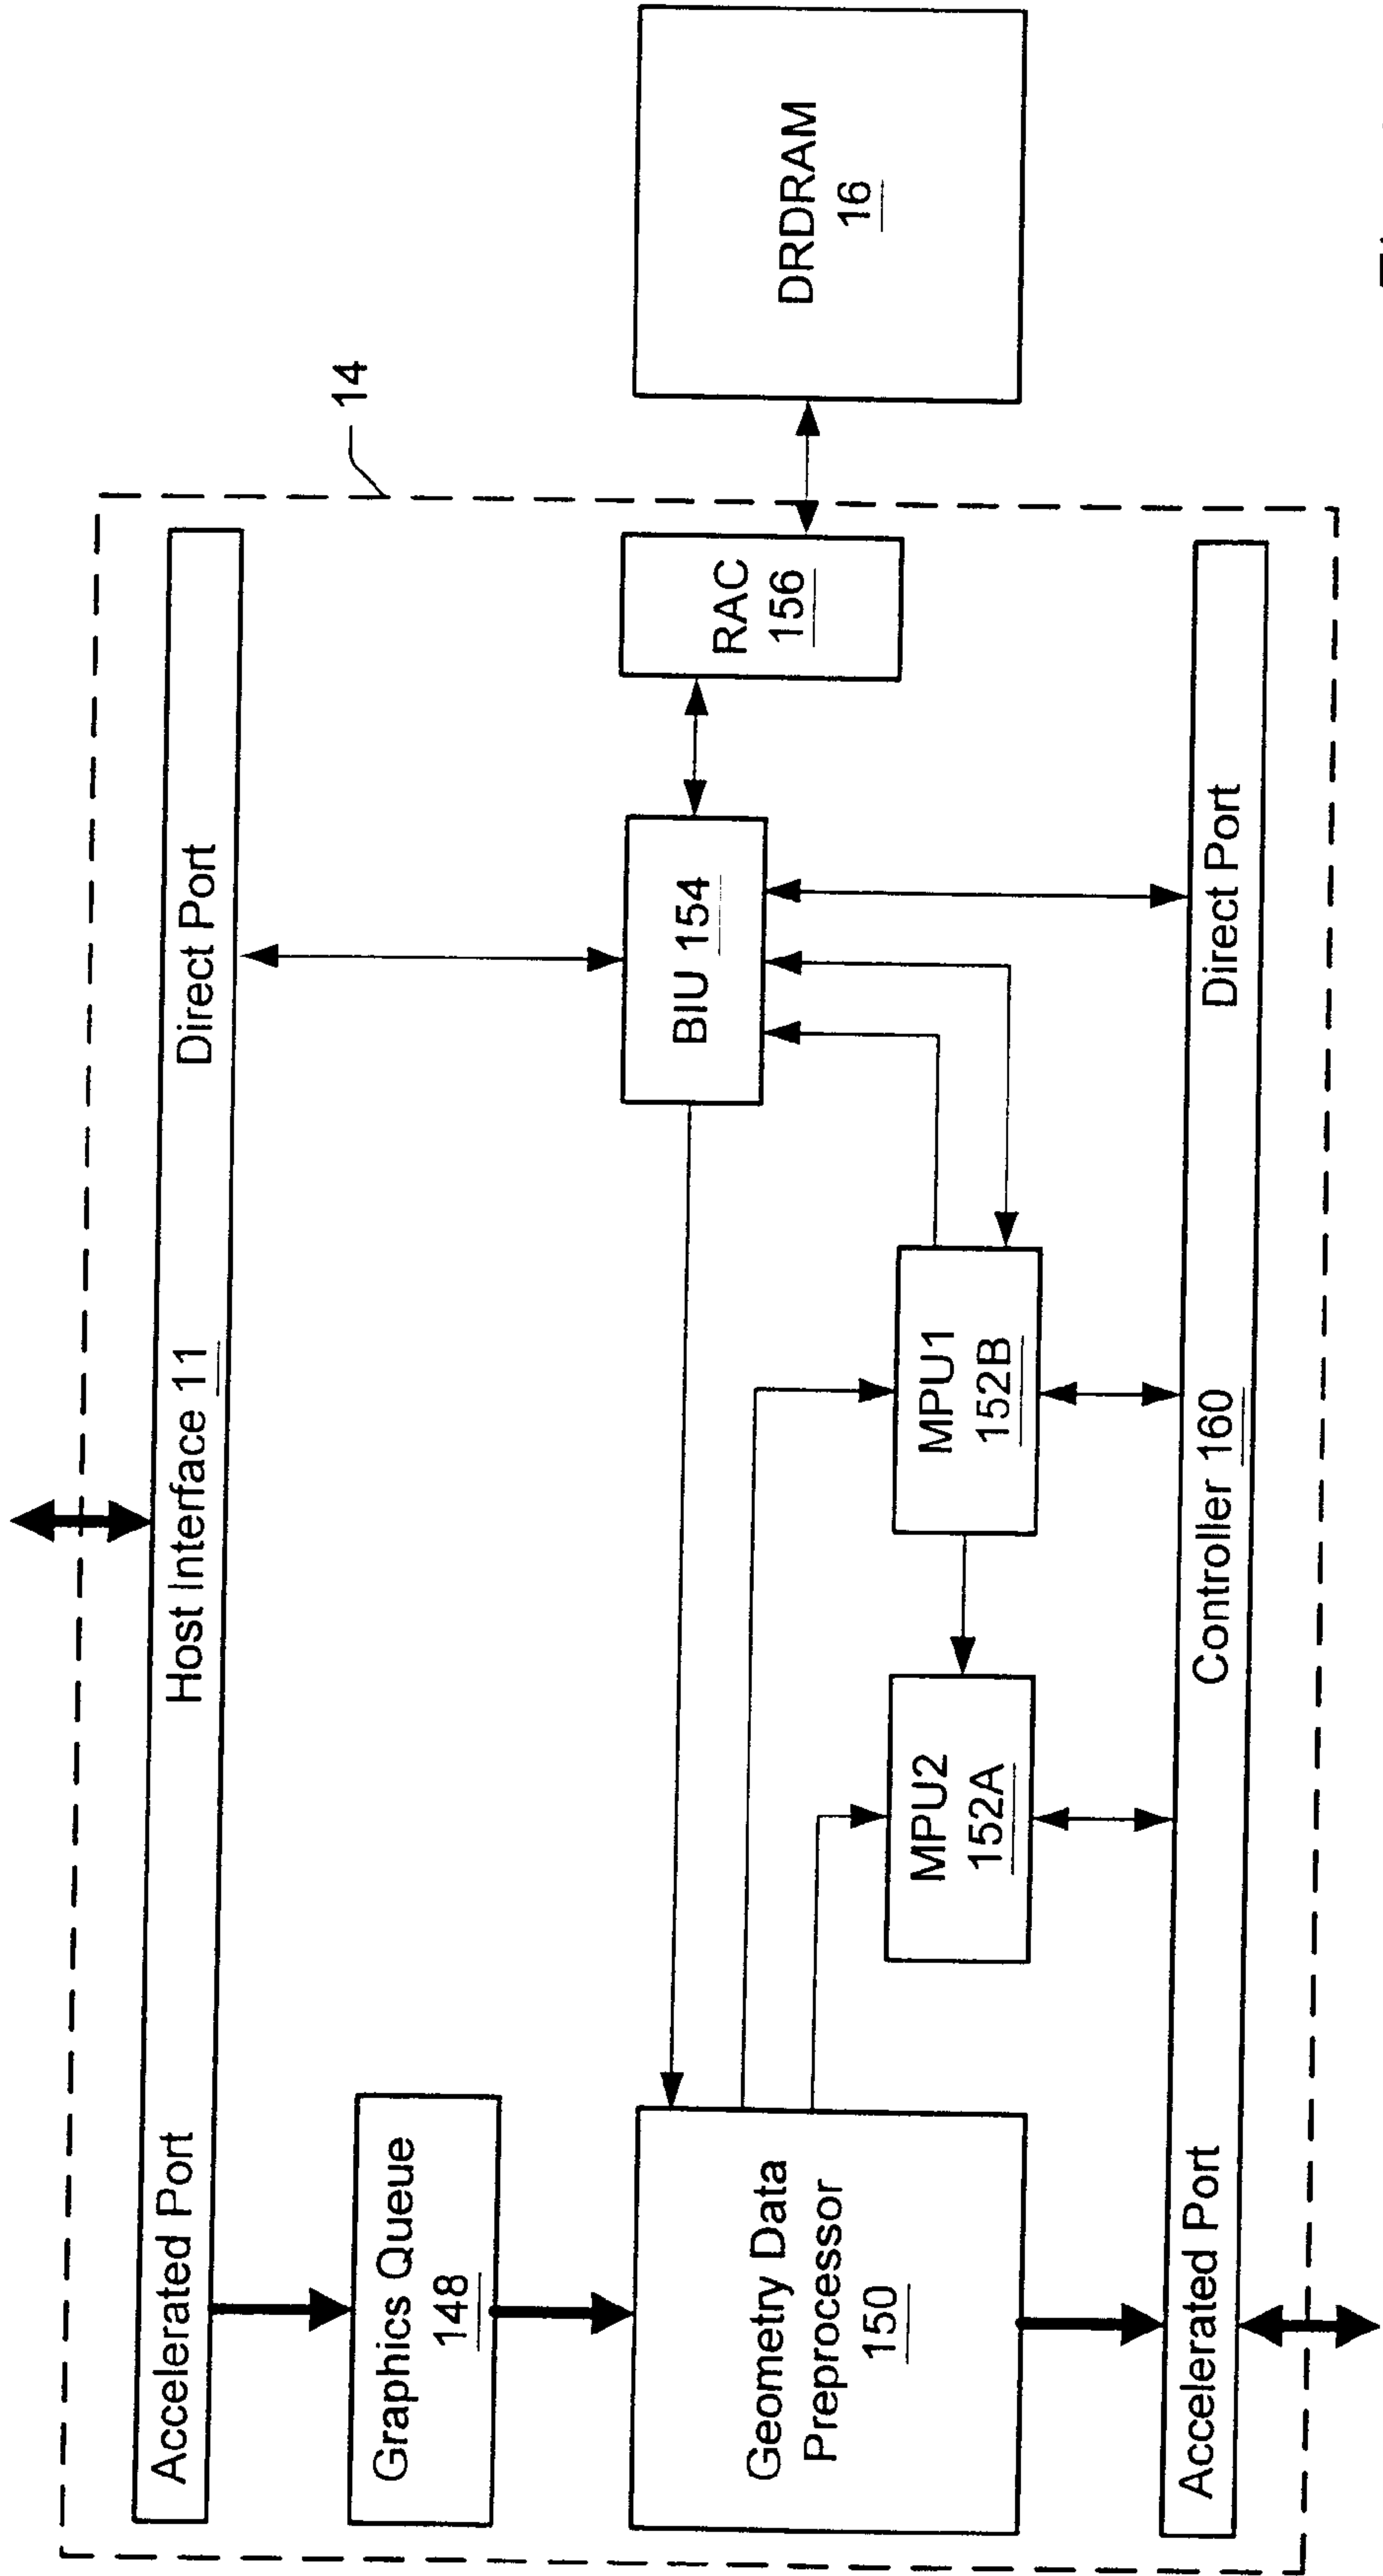 14
Accelerated Port
Host Interface 11
Direct Port
Graphics Queue
148
Geometry Data
Preprocessor
150
BIU 154
RAC
156
DRDRAM
16
MPU2
152A
MPU1
152B
Accelerated Port
Controller 160
Direct Port